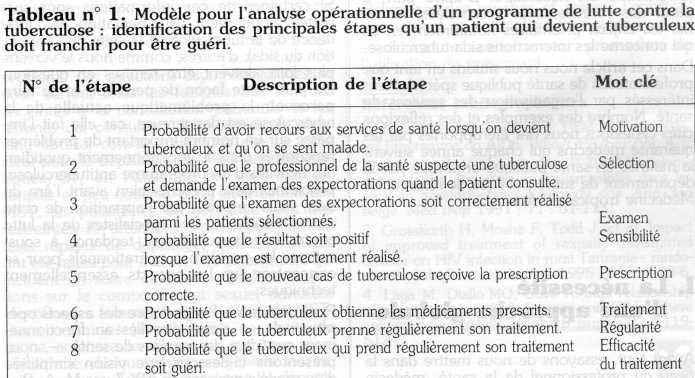 Tableau n° 1. Modèle pour l'analyse opérationnelle d'un programme de lutte contre la
tuberculose : identification des principales étapes qu'un patient qui devient tuberculeux
doit franchir pour être guéri.
N° de l'étape Description de l'étape Mot clé
1 Probabilité d'avoir recours aux services de santé lorsqu'on devient Motivation
tuberculeux et qu'on se sent malade.
2 Probabilité que le professionnel de la santé suspecte une tuberculose Sélection
et demande l'examen des expectorations quand le patient consulte.
3 Probabilité que l'examen des expectorations soit correctement réalisé
parmi les patients sélectionnés. Examen
4 Probabilité que le résultat soit positif Sensibilité
lorsque l'examen est correctement réalisé.
5 Probabilité que le nouveau cas de tuberculose reçoive la prescription Prescription
correcte.
6 Probabilité que le tuberculeux obtienne les médicaments prescrits. Traitement
7 Probabilité que le tuberculeux prenne régulièrement son traitement. Régularité
8 Probabilité que le tuberculeux qui prend régulièrement son traitement Efficacité
soit guéri. du traitement